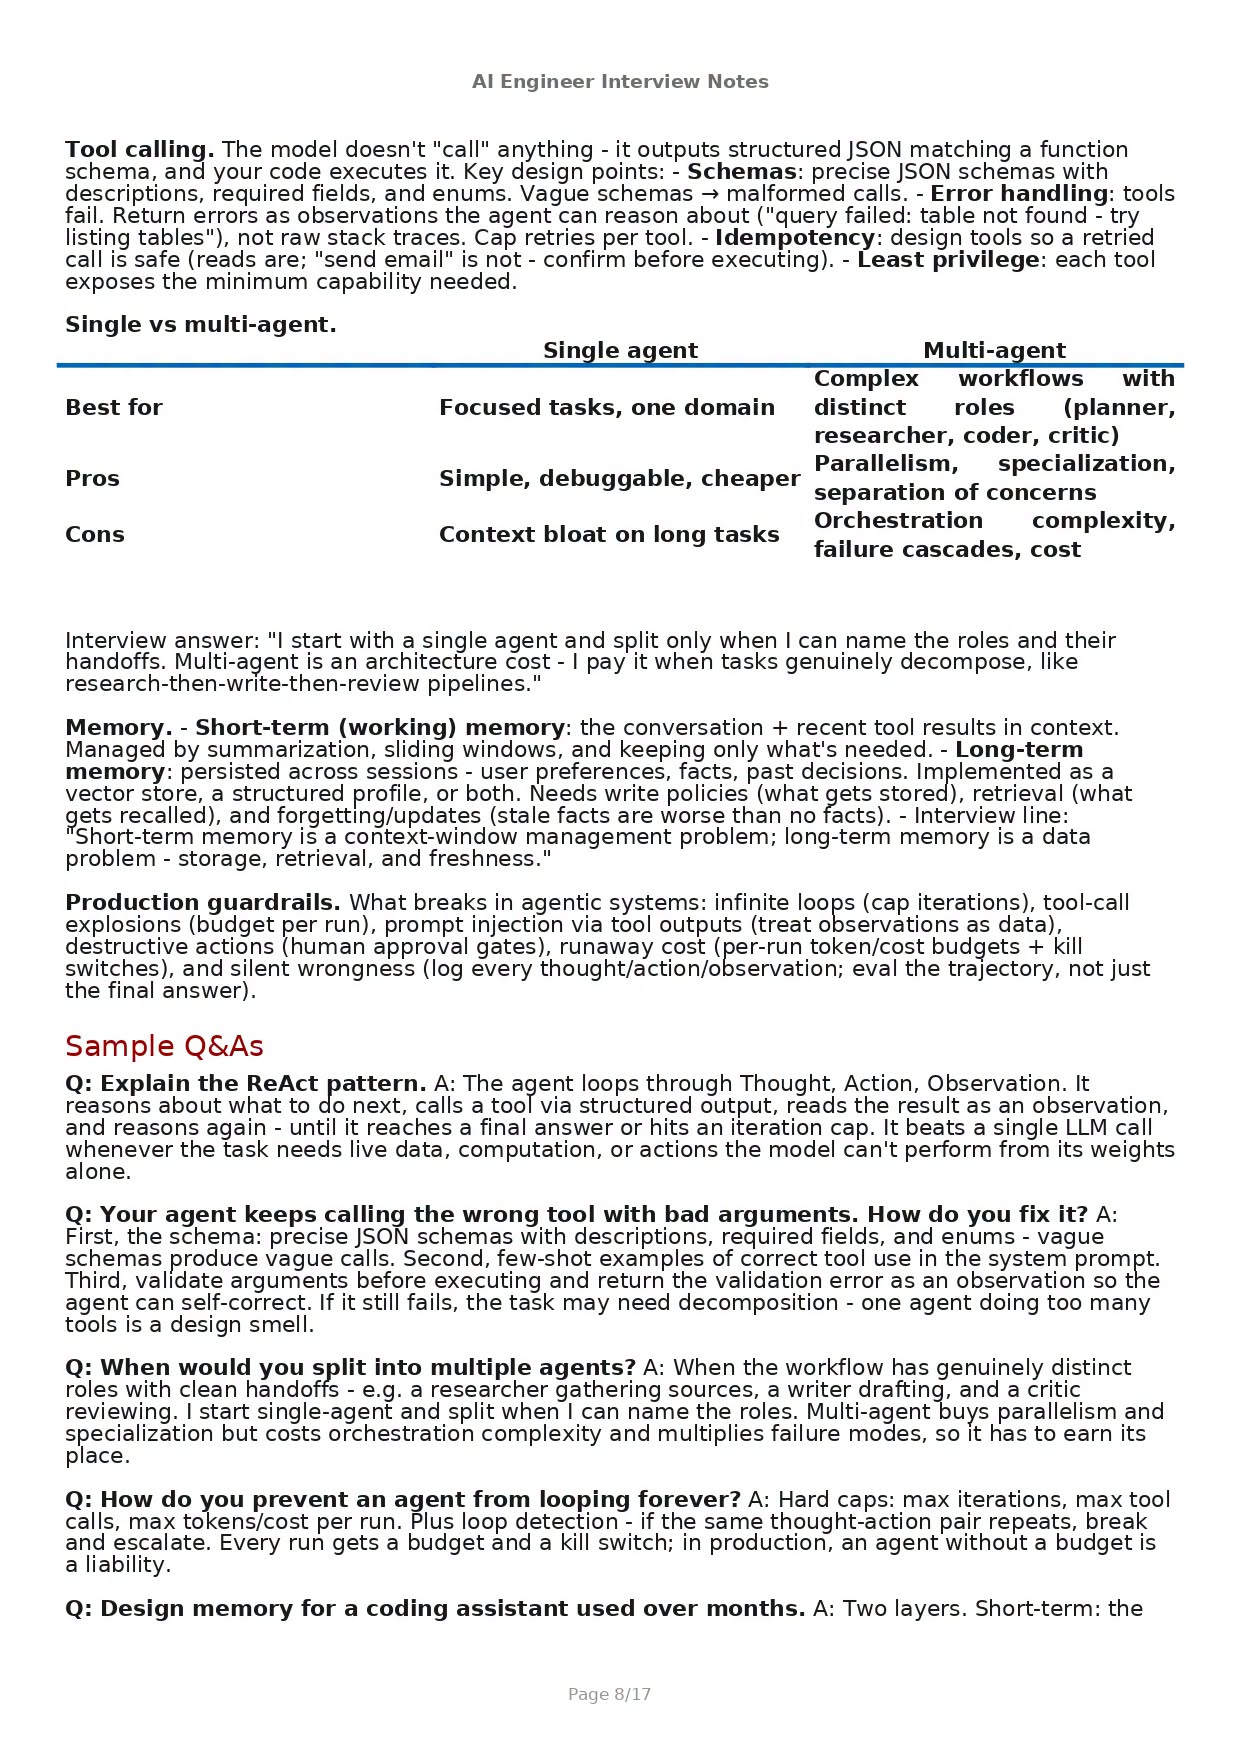 AI Engineer Interview Notes
Tool calling. The model doesn't "call" anything - it outputs structured JSON matching a function
schema, and your code executes it. Key design points: - Schemas: precise JSON schemas with
descriptions, required fields, and enums. Vague schemas → malformed calls. - Error handling: tools
fail. Return errors as observations the agent can reason about ("query failed: table not found - try
listing tables"), not raw stack traces. Cap retries per tool. - Idempotency: design tools so a retried
call is safe (reads are; "send email" is not - confirm before executing). - Least privilege: each tool
exposes the minimum capability needed.
Single vs multi-agent.
Single agent Multi-agent
Best for Focused tasks, one domain Complex workflows with
distinct roles (planner,
researcher, coder, critic)
Pros Simple, debuggable, cheaper Parallelism, specialization,
separation of concerns
Cons Context bloat on long tasks Orchestration complexity,
failure cascades, cost
Interview answer: "I start with a single agent and split only when I can name the roles and their
handoffs. Multi-agent is an architecture cost - I pay it when tasks genuinely decompose, like
research-then-write-then-review pipelines."
Memory. - Short-term (working) memory: the conversation + recent tool results in context.
Managed by summarization, sliding windows, and keeping only what's needed. - Long-term
memory: persisted across sessions - user preferences, facts, past decisions. Implemented as a
vector store, a structured profile, or both. Needs write policies (what gets stored), retrieval (what
gets recalled), and forgetting/updates (stale facts are worse than no facts). - Interview line:
"Short-term memory is a context-window management problem; long-term memory is a data
problem - storage, retrieval, and freshness."
Production guardrails. What breaks in agentic systems: infinite loops (cap iterations), tool-call
explosions (budget per run), prompt injection via tool outputs (treat observations as data),
destructive actions (human approval gates), runaway cost (per-run token/cost budgets + kill
switches), and silent wrongness (log every thought/action/observation; eval the trajectory, not just
the final answer).
Sample Q&As
Q: Explain the ReAct pattern. A: The agent loops through Thought, Action, Observation. It
reasons about what to do next, calls a tool via structured output, reads the result as an observation,
and reasons again - until it reaches a final answer or hits an iteration cap. It beats a single LLM call
whenever the task needs live data, computation, or actions the model can't perform from its weights
alone.
Q: Your agent keeps calling the wrong tool with bad arguments. How do you fix it? A:
First, the schema: precise JSON schemas with descriptions, required fields, and enums - vague
schemas produce vague calls. Second, few-shot examples of correct tool use in the system prompt.
Third, validate arguments before executing and return the validation error as an observation so the
agent can self-correct. If it still fails, the task may need decomposition - one agent doing too many
tools is a design smell.
Q: When would you split into multiple agents? A: When the workflow has genuinely distinct
roles with clean handoffs - e.g. a researcher gathering sources, a writer drafting, and a critic
reviewing. I start single-agent and split when I can name the roles. Multi-agent buys parallelism and
specialization but costs orchestration complexity and multiplies failure modes, so it has to earn its
place.
Q: How do you prevent an agent from looping forever? A: Hard caps: max iterations, max tool
calls, max tokens/cost per run. Plus loop detection - if the same thought-action pair repeats, break
and escalate. Every run gets a budget and a kill switch; in production, an agent without a budget is
a liability.
Q: Design memory for a coding assistant used over months. A: Two layers. Short-term: the
Page 8/17